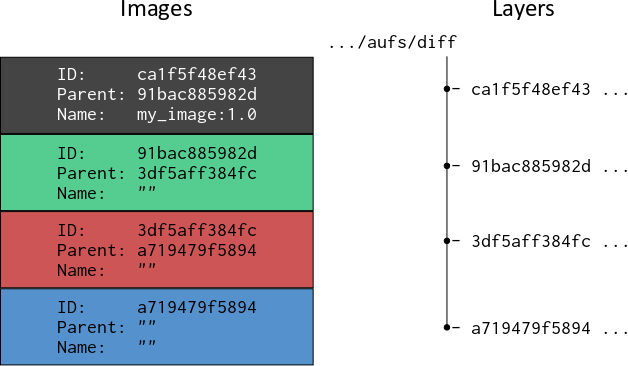 Images
ID: ca1f5f48ef43
Parent: 91bac885982d
Name: my_image:1.0
ID: 91bac885982d
Parent: 3df5aff384fc
Name: ""
ID: 3df5aff384fc
Parent: a719479f5894
Name: ""
ID: a719479f5894
Parent: ""
Name: ""
Layers
.../aufs/diff
ca1f5f48ef43 ...
91bac885982d ...
3df5aff384fc ...
a719479f5894 ...